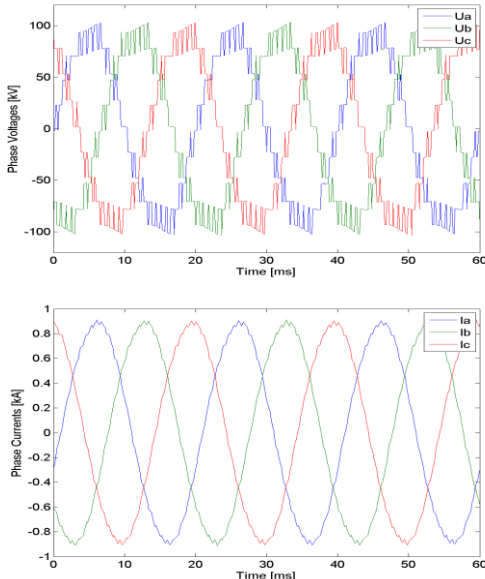 Phase Voltages [kV]
100
50
0
-50
-100
Ua
Ub
Uc
0 10 20 30 40 50 60
Time [ms]
Phase Currents [kA]
1
0.8
0.6
0.4
0.2
0
-0.2
-0.4
-0.6
-0.8
-1
Ia
Ib
Ic
0 10 20 30 40 50 60
Time [ms]